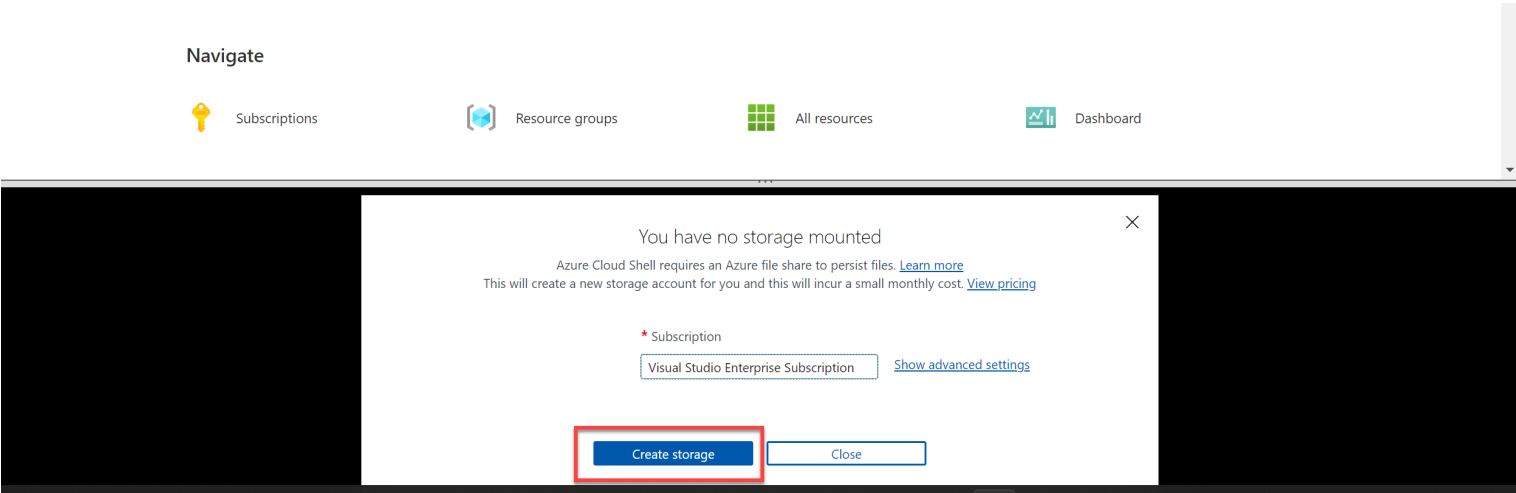 Navigate
Subscriptions
Resource groups
All resources
Dashboard
You have no storage mounted
Azure Cloud Shell requires an Azure file share to persist files. Learn more
This will create a new storage account for you and this will incur a small monthly cost. View pricing
* Subscription
Visual Studio Enterprise Subscription
Show advanced settings
Create storage
Close